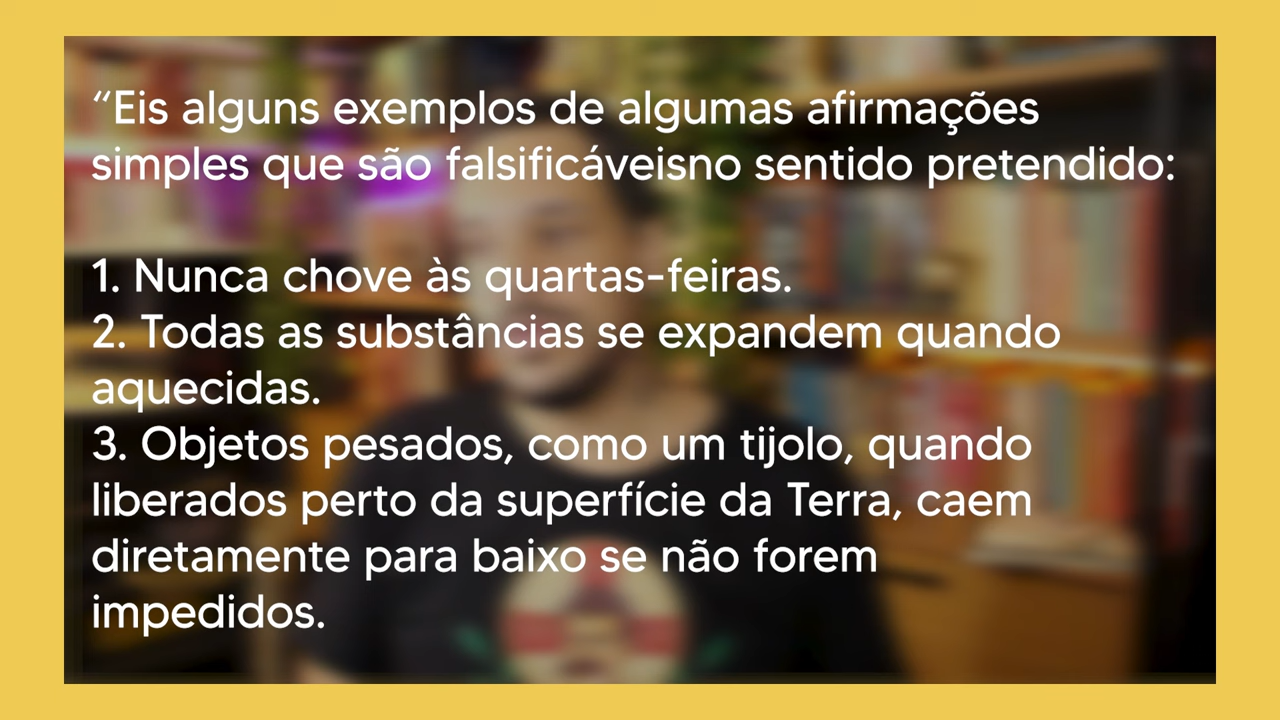 “Eis alguns exemplos de algumas afirmações
simples que são falsificáveisno sentido pretendido:
1. Nunca chove às quartas-feiras.
2. Todas as substâncias se expandem quando
aquecidas.
3. Objetos pesados, como um tijolo, quando
liberados perto da superfície da Terra, caem
diretamente para baixo se não forem
impedidos.